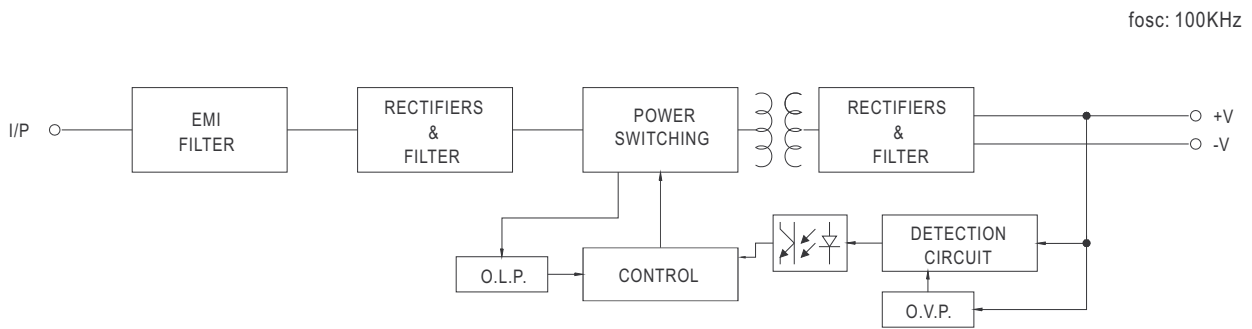 fosc: 100KHz
I/P
EMI
FILTER
RECTIFIERS
&
FILTER
POWER
SWITCHING
RECTIFIERS
&
FILTER
+V
-V
O.L.P.
CONTROL
DETECTION
CIRCUIT
O.V.P.